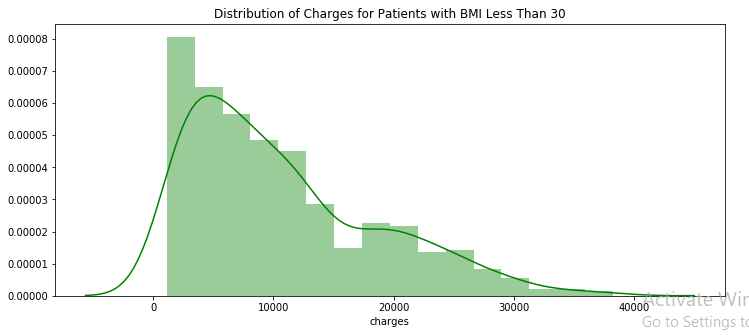 Distribution of Charges for Patients with BMI Less Than 30
0.00008
0.00007
0.00006
0.00005
0.00004
0.00003
0.00002
0.00001
0.00000
0 10000 20000 30000 40000
charges
Activate Win
Go to Settings to